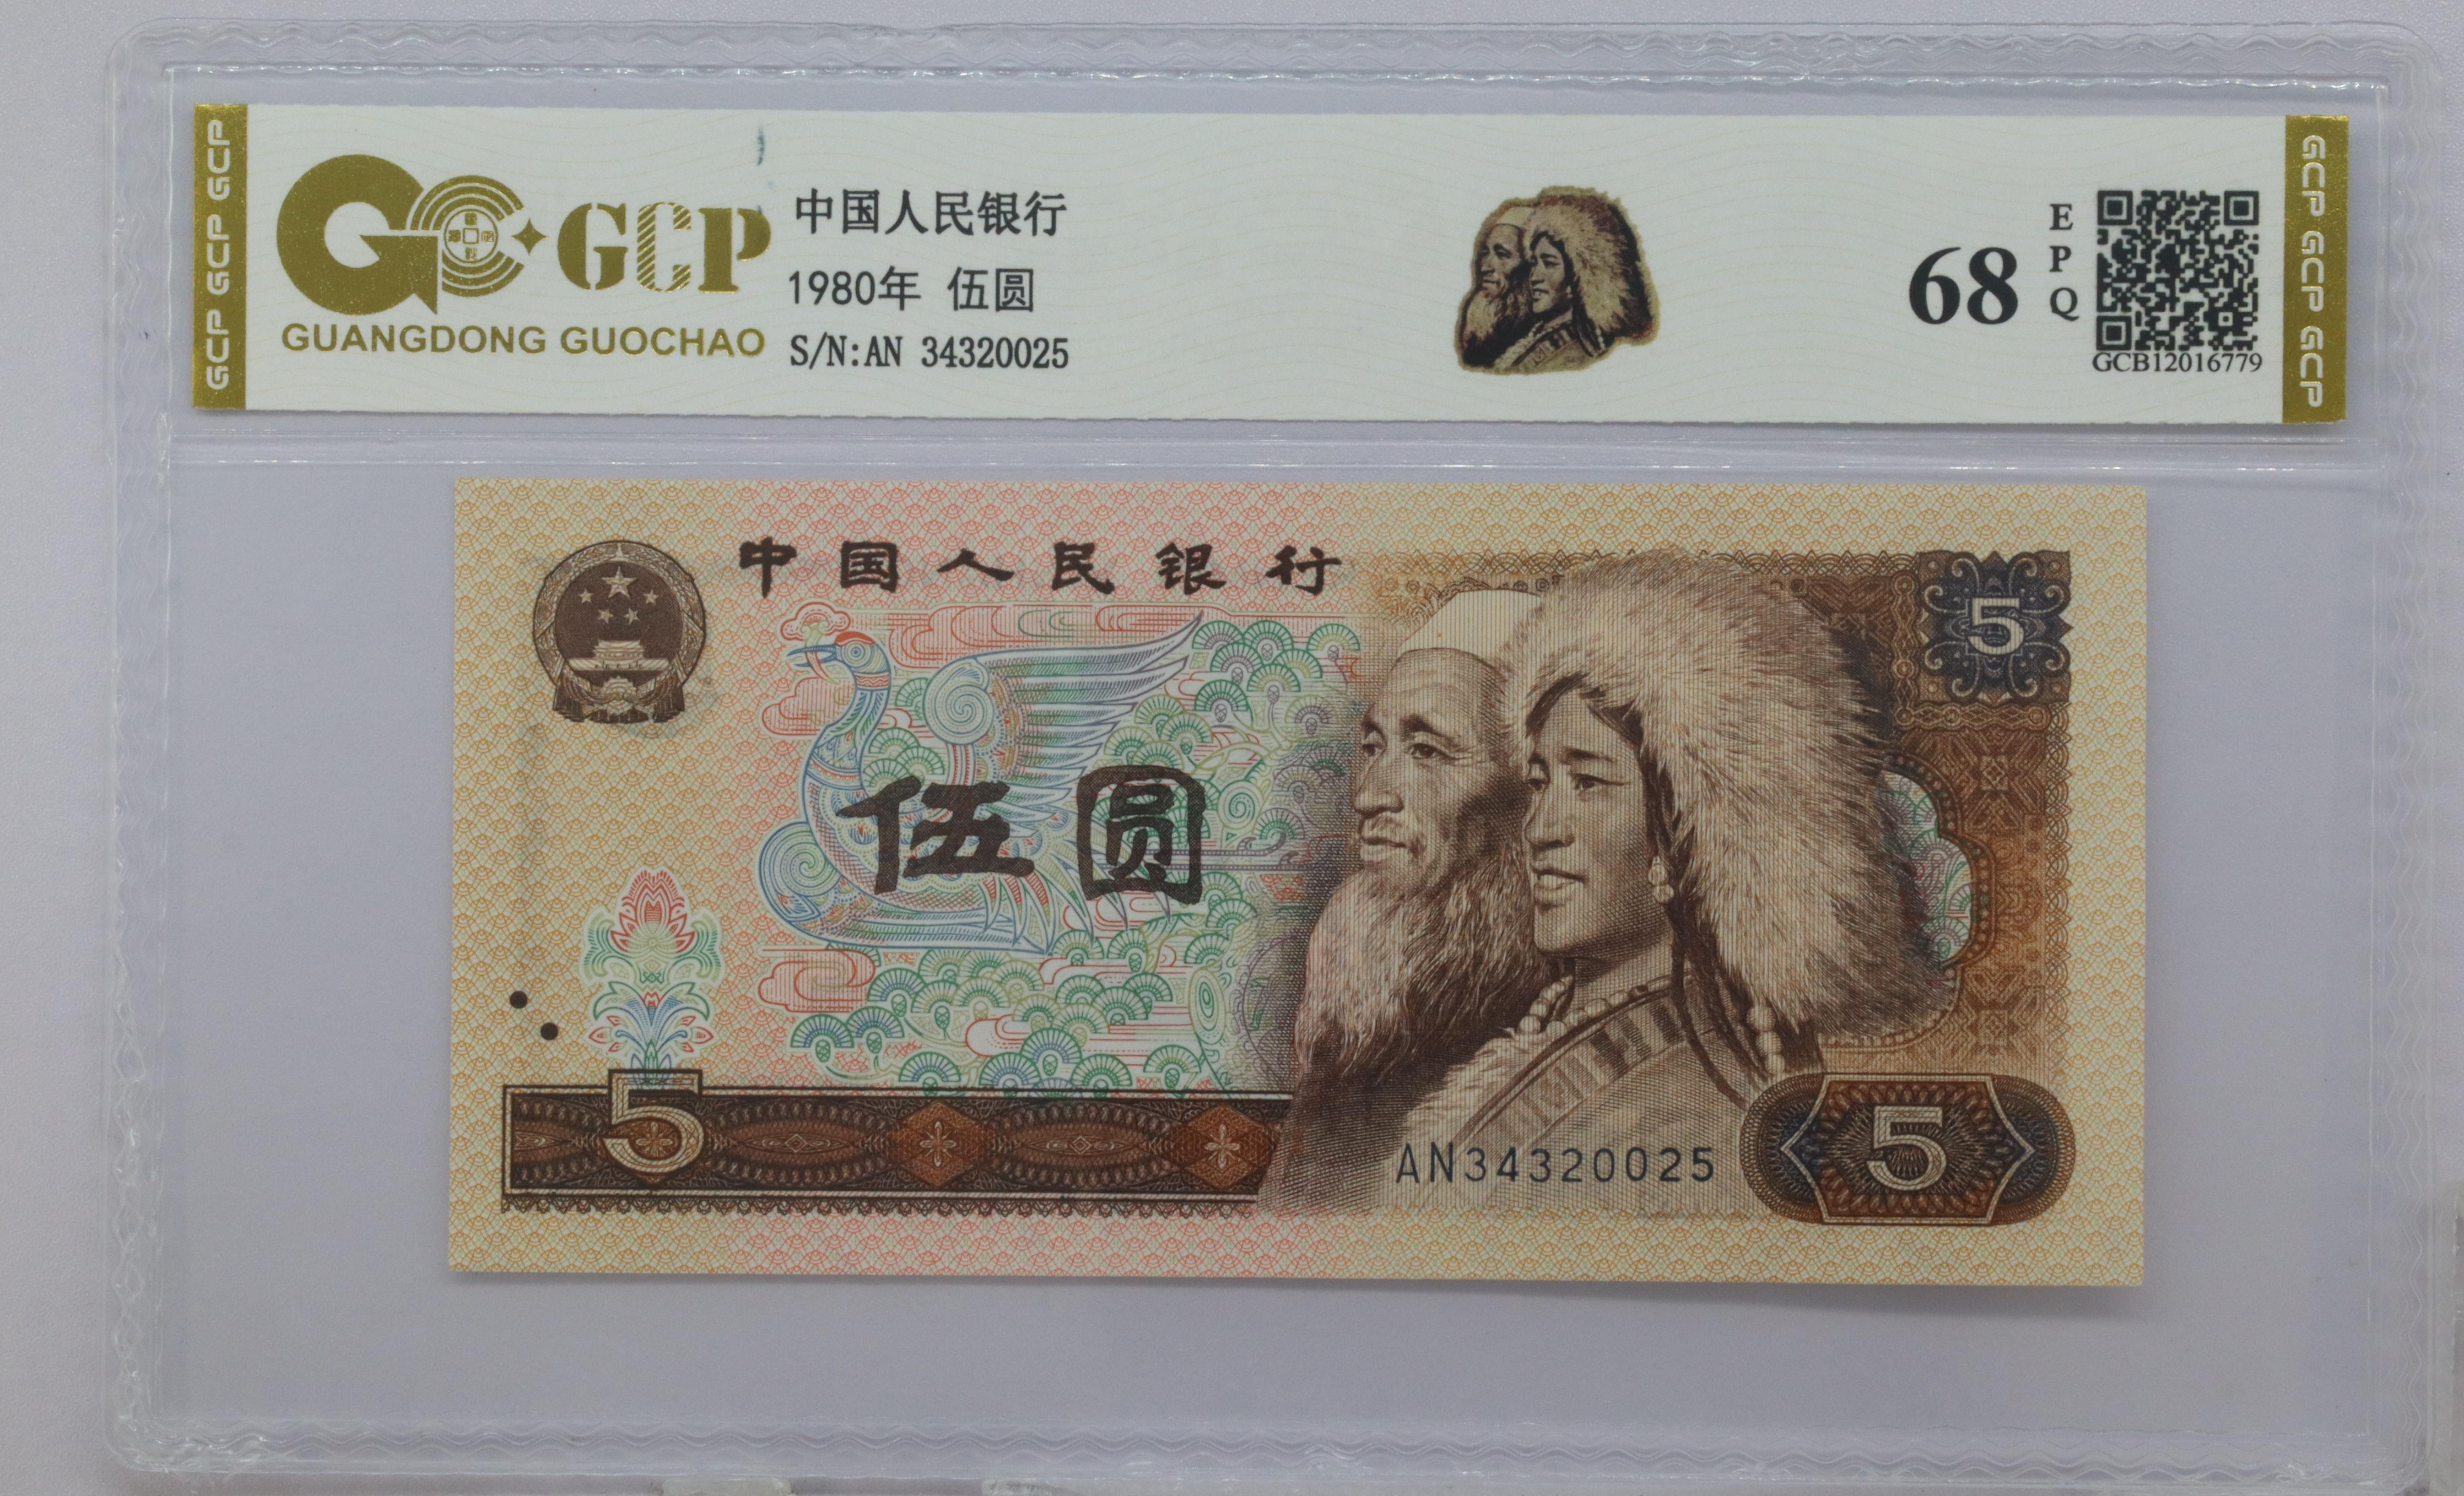 GCP GCP GCP
GC GCP
GUANGDONG GUOCHAO
中国人民银行
1980年 伍圆
S/N:AN 34320025
68
E
P
Q
GCB12016779
GCP GCP GCP
中国人民银行
5
伍圆
5
AN34320025
5